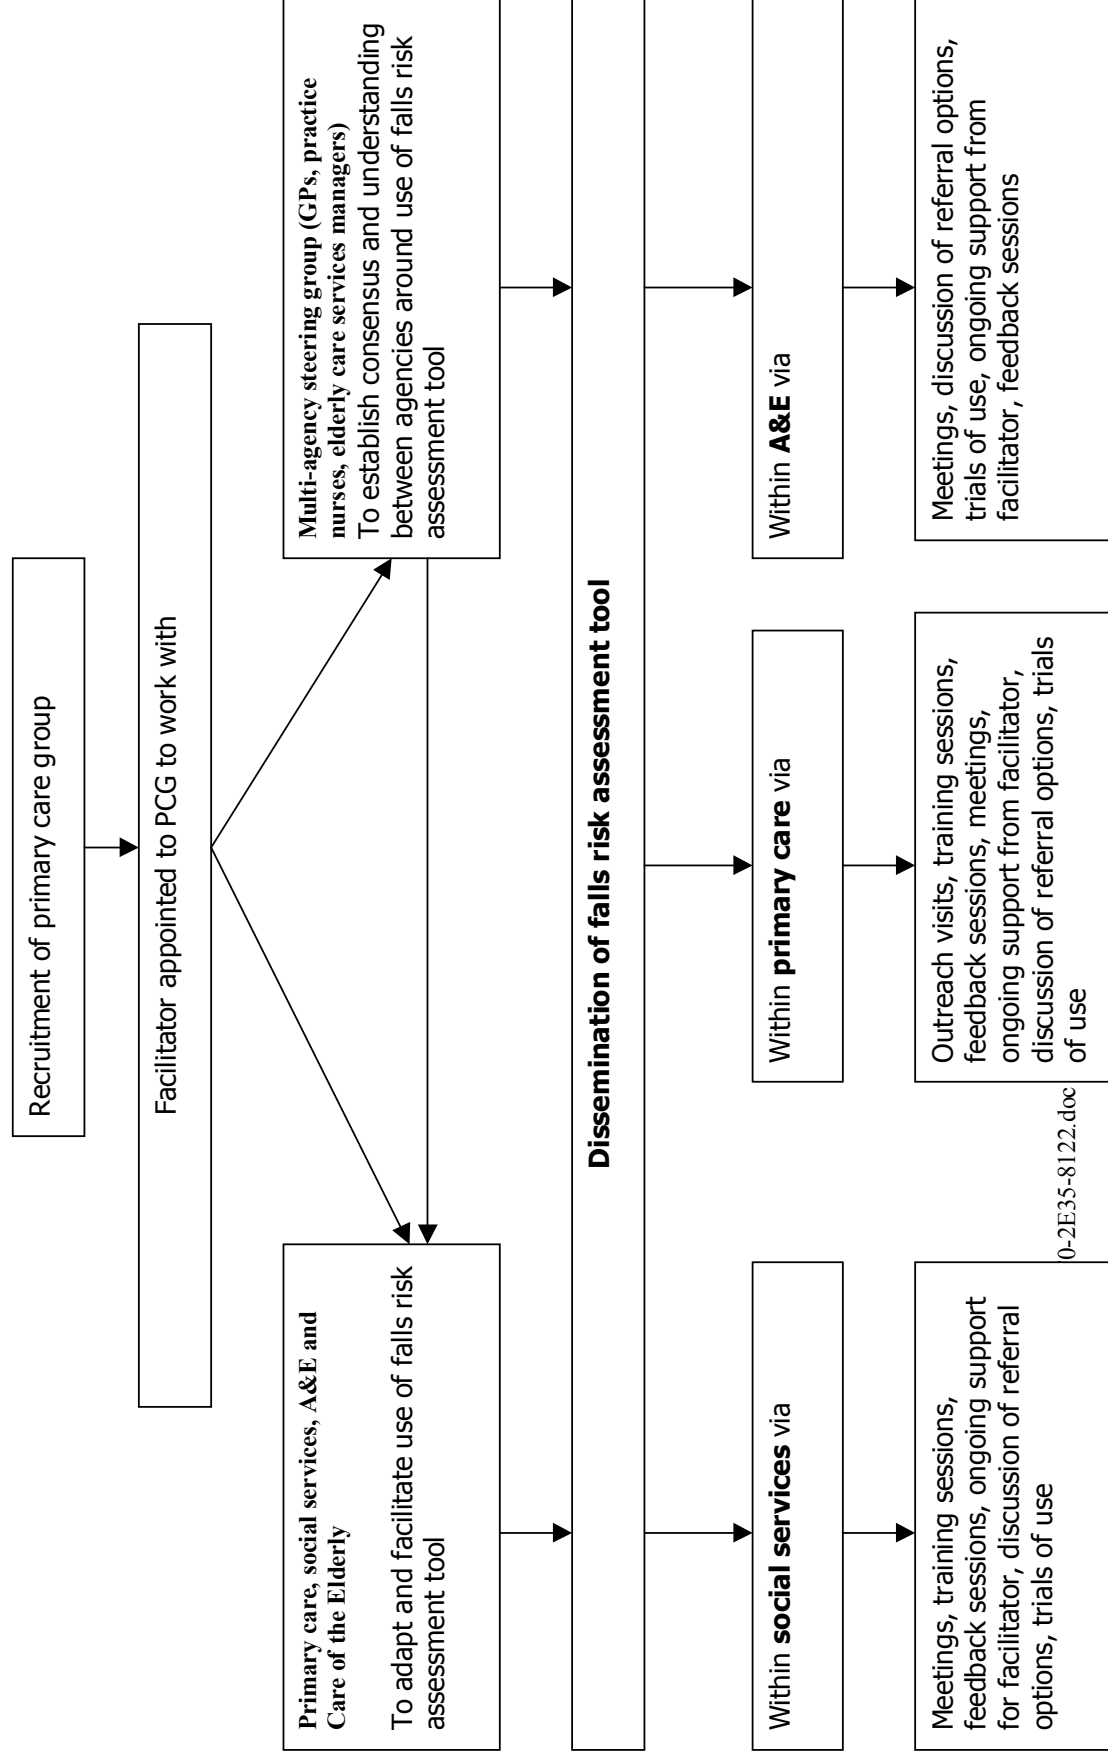 Recruitment of primary care group
Facilitator appointed to PCG to work with
Primary care, social services, A&E and
Care of the Elderly
To adapt and facilitate use of falls risk
assessment tool
Multi-agency steering group (GPs, practice
nurses, elderly care services managers)
To establish consensus and understanding
between agencies around use of falls risk
assessment tool
Dissemination of falls risk assessment tool
Within social services via
Within primary care via
Within A&E via
Meetings, training sessions,
feedback sessions, ongoing support
for facilitator, discussion of referral
options, trials of use
Outreach visits, training sessions,
feedback sessions, meetings,
ongoing support from facilitator,
discussion of referral options, trials
of use
Meetings, discussion of referral options,
trials of use, ongoing support from
facilitator, feedback sessions
0-2E35-8122.doc